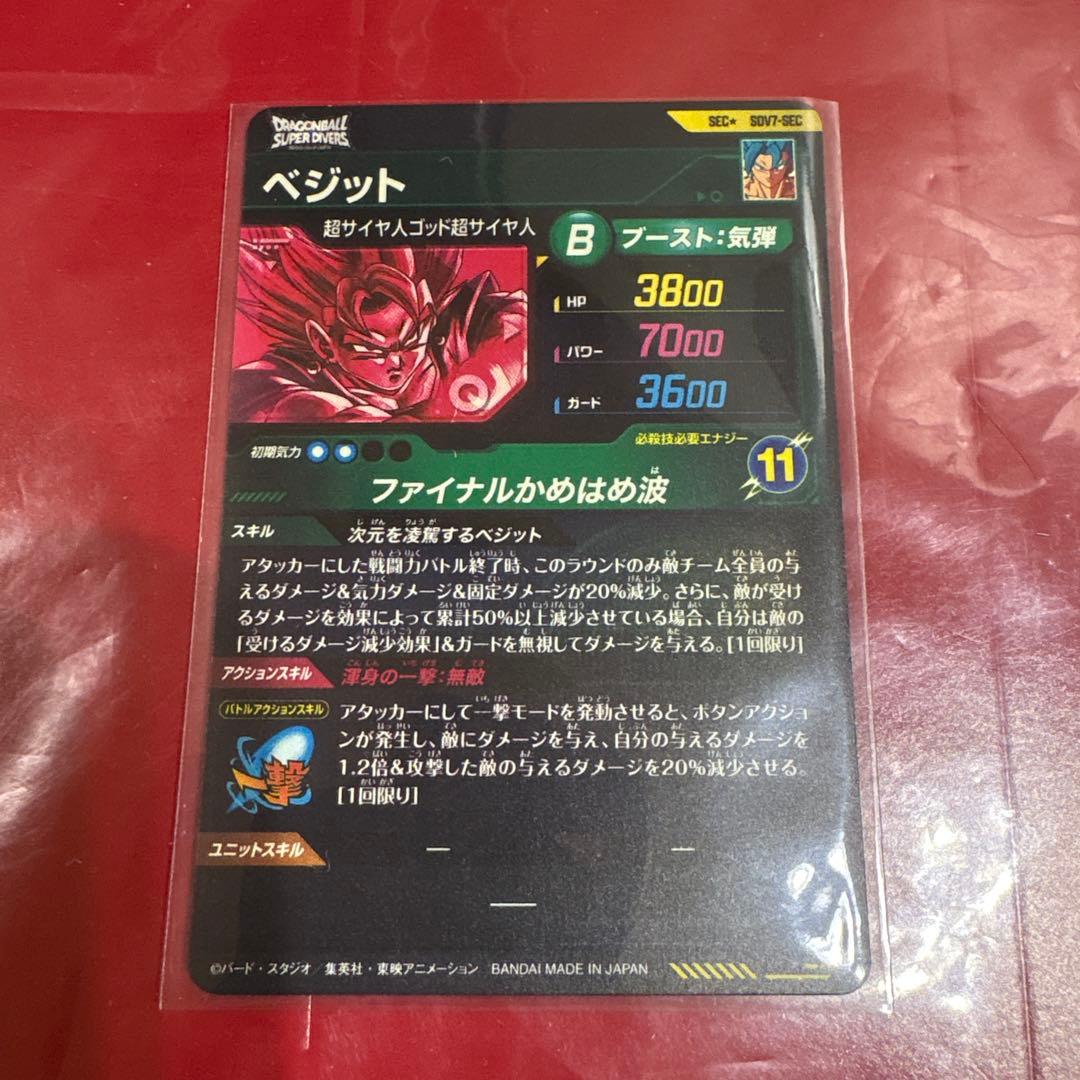 DRAGONBALL
SUPER DIVERS
SEC★ SDV7-SEC
ベジット
超サイヤ人ゴッド超サイヤ人
B ブースト:気弾
HP 3800
パワー 7000
ガード 3600
初期気力
必殺技必要エナジー
11
ファイナルかめはめ波
スキル 次元を凌駕するベジット
アタッカーにした戦闘力バトル終了時、このラウンドのみ敵チーム全員の与
えるダメージ&気力ダメージ&固定ダメージが20%減少。さらに、敵が受け
るダメージを効果によって累計50%以上減少させている場合、自分は敵の
「受けるダメージ減少効果」&ガードを無視してダメージを与える。[1回限り]
アクションスキル 渾身の一撃:無敵
バトルアクションスキル
一撃
アタッカーにして一撃モードを発動させると、ボタンアクショ
ンが発生し、敵にダメージを与え、自分の与えるダメージを
1.2倍&攻撃した敵の与えるダメージを20%減少させる。
[1回限り]
ユニットスキル ― ―
―
©バード・スタジオ/集英社・東映アニメーション BANDAI MADE IN JAPAN